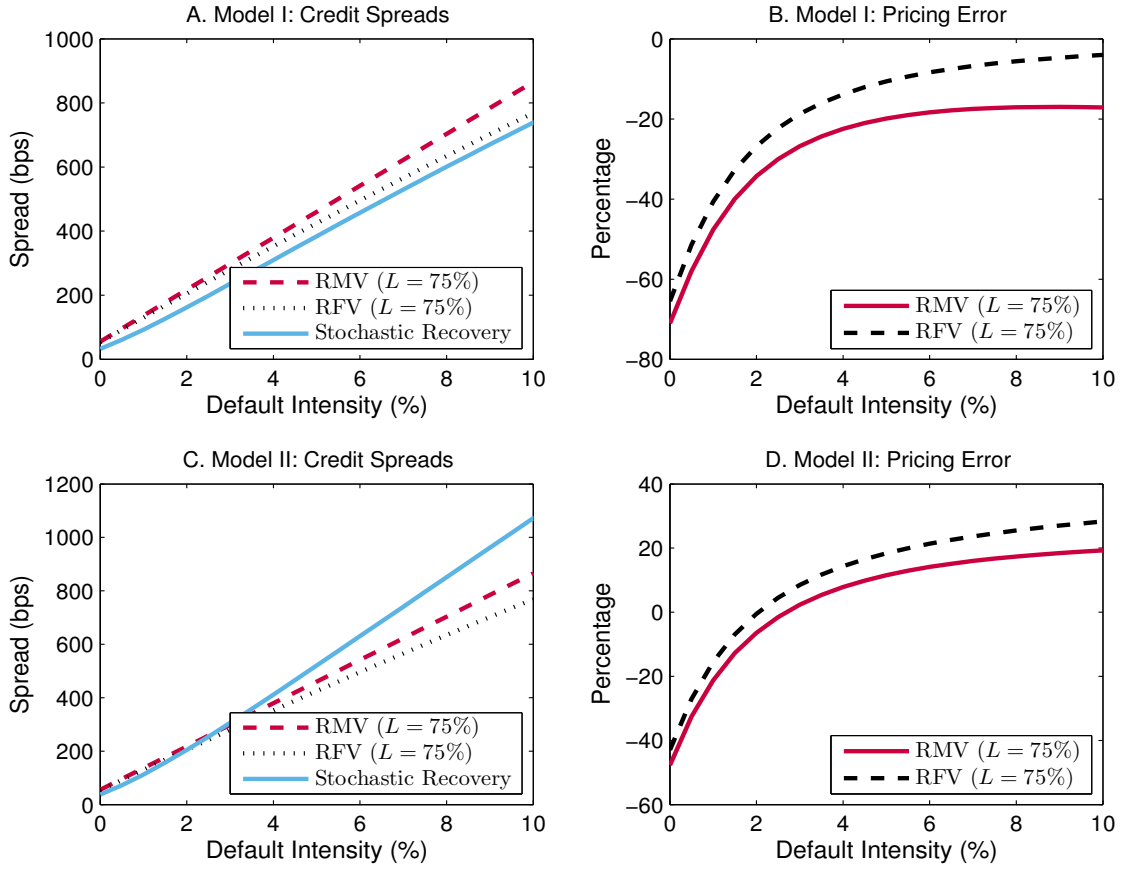 A. Model I: Credit Spreads
1000
800
600
400
200
0
Spread (bps)
0 2 4 6 8 10
Default Intensity (%)
RMV (L = 75%)
RFV (L = 75%)
Stochastic Recovery
B. Model I: Pricing Error
0
−20
−40
−60
−80
Percentage
0 2 4 6 8 10
Default Intensity (%)
RMV (L = 75%)
RFV (L = 75%)
C. Model II: Credit Spreads
1200
1000
800
600
400
200
0
Spread (bps)
0 2 4 6 8 10
Default Intensity (%)
RMV (L = 75%)
RFV (L = 75%)
Stochastic Recovery
D. Model II: Pricing Error
40
20
0
−20
−40
−60
Percentage
0 2 4 6 8 10
Default Intensity (%)
RMV (L = 75%)
RFV (L = 75%)